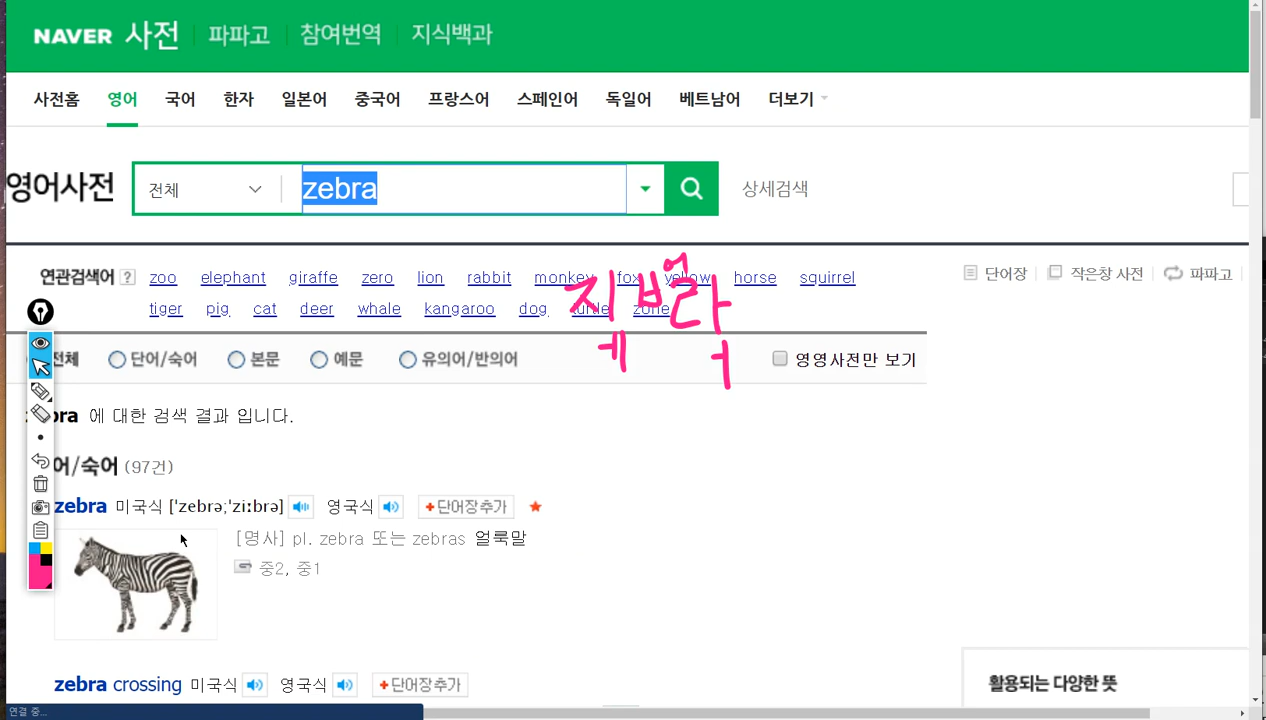 NAVER 사전 파파고 참여번역 지식백과
사전홈 영어 국어 한자 일본어 중국어 프랑스어 스페인어 독일어 베트남어 더보기
영어사전 전체 zebra 상세검색
연관검색어 ? zoo elephant giraffe zero lion rabbit monkey fox yellow horse squirrel
tiger pig cat deer whale kangaroo dog turtle zone
단어장 작은창 사전 파파고
어
지브라
ㅔ ㅓ
전체 단어/숙어 본문 예문 유의어/반의어 영영사전만 보기
bra 에 대한 검색 결과 입니다.
어/숙어 (97건)
zebra 미국식 [ˈzebrə;ˈziːbrə] 영국식 +단어장추가
[명사] pl. zebra 또는 zebras 얼룩말
중2, 중1
zebra crossing 미국식 영국식 +단어장추가
활용되는 다양한 뜻
연결 중...